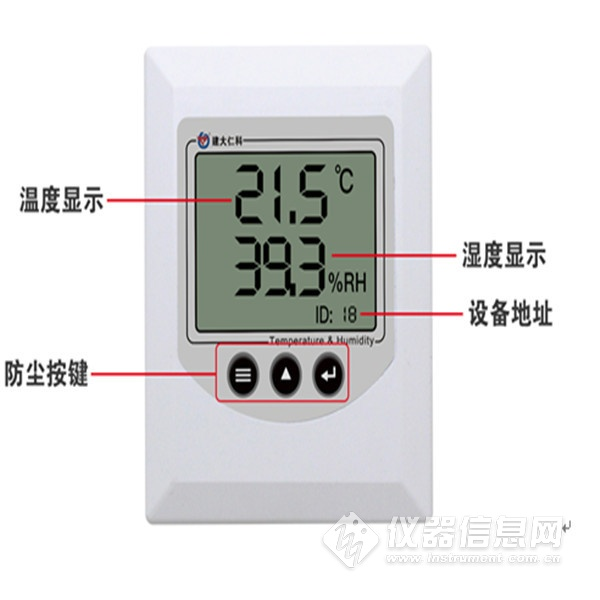 建大仁科
21.5 ℃
温度显示
39.3 %RH
湿度显示
ID: 18
设备地址
Temperature & Humidity
防尘按键
仪器信息网
www.instrument.com.cn